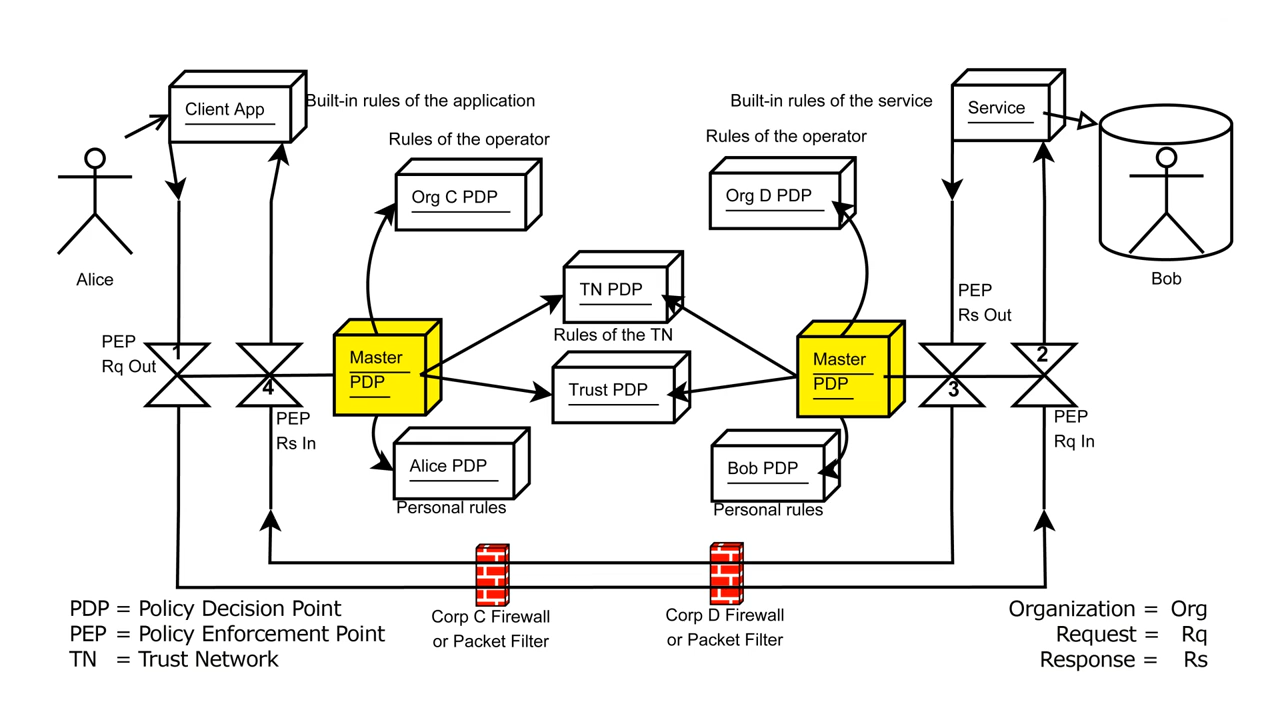 Client App
Built-in rules of the application
Built-in rules of the service
Service
Rules of the operator
Rules of the operator
Org C PDP
Org D PDP
Alice
Bob
TN PDP
Rules of the TN
PEP
Rs Out
PEP
Rq Out
1
2
Master
PDP
Master
PDP
4
3
Trust PDP
PEP
Rs In
PEP
Rq In
Alice PDP
Bob PDP
Personal rules
Personal rules
Corp C Firewall
or Packet Filter
Corp D Firewall
or Packet Filter
PDP = Policy Decision Point
PEP = Policy Enforcement Point
TN = Trust Network
Organization = Org
Request = Rq
Response = Rs